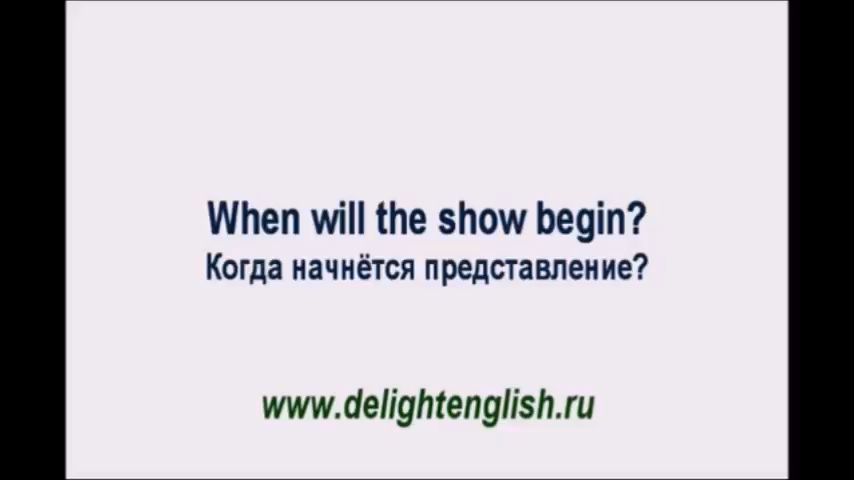 When will the show begin?
Когда начнётся представление?
www.delightenglish.ru